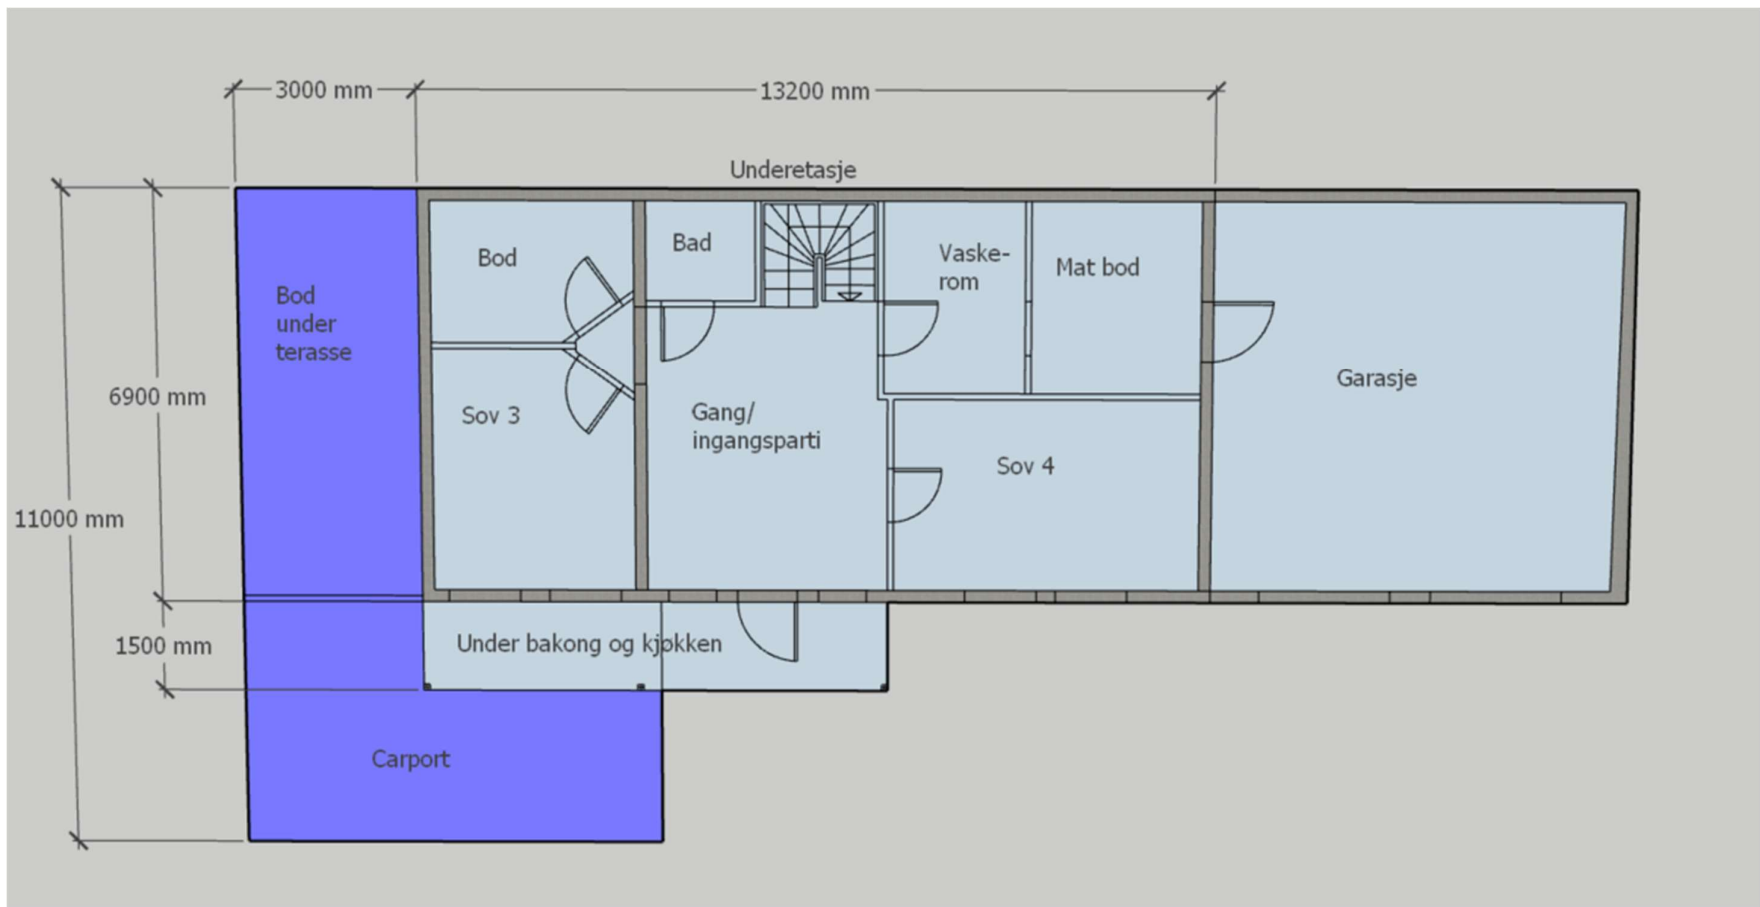 3000 mm
13200 mm
Underetasje
Bod
Bad
Vaske-
rom
Mat bod
Bod
under
terasse
Garasje
6900 mm
Sov 3
Gang/
ingangsparti
Sov 4
11000 mm
1500 mm
Under bakong og kjøkken
Carport